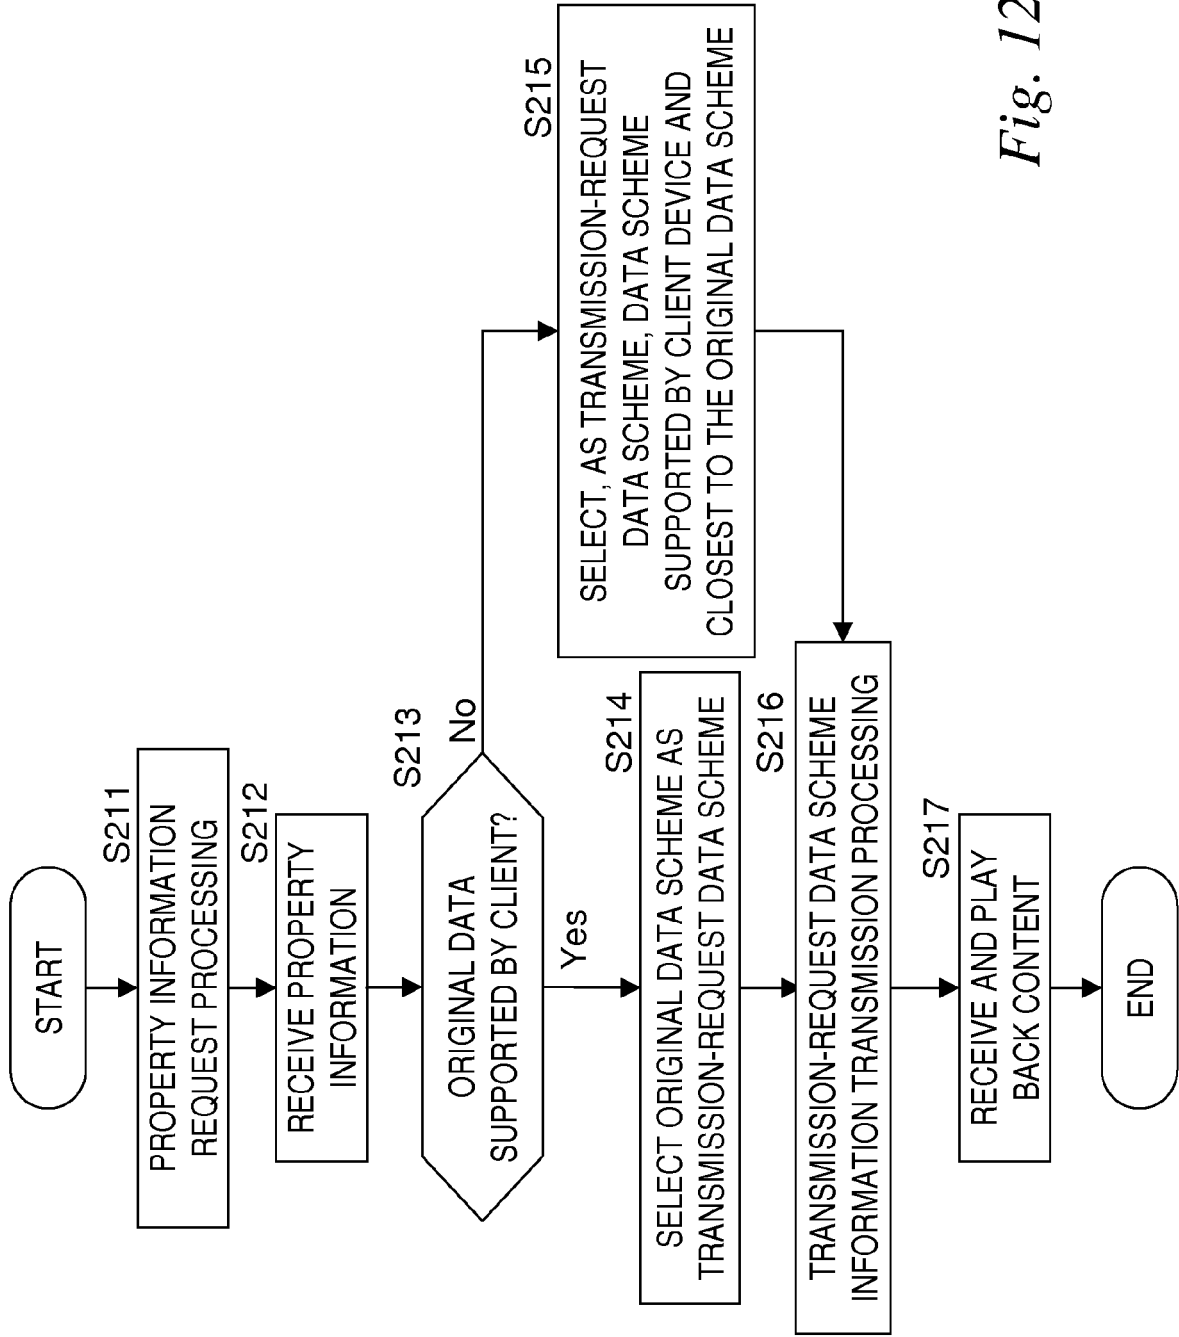 START
S211
PROPERTY INFORMATION
REQUEST PROCESSING
S212
RECEIVE PROPERTY
INFORMATION
S213
ORIGINAL DATA
SUPPORTED BY CLIENT?
No
Yes
S214
SELECT ORIGINAL DATA SCHEME AS
TRANSMISSION-REQUEST DATA SCHEME
S215
SELECT, AS TRANSMISSION-REQUEST
DATA SCHEME, DATA SCHEME
SUPPORTED BY CLIENT DEVICE AND
CLOSEST TO THE ORIGINAL DATA SCHEME
S216
TRANSMISSION-REQUEST DATA SCHEME
INFORMATION TRANSMISSION PROCESSING
S217
RECEIVE AND PLAY
BACK CONTENT
END
Fig. 12